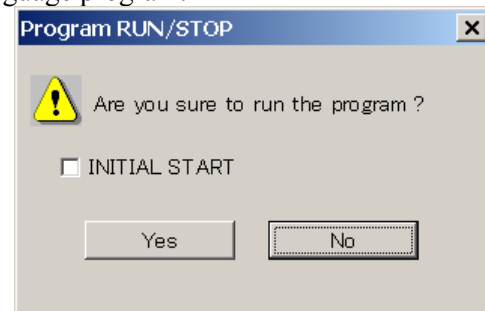 Program RUN/STOP
Are you sure to run the program ?
INITIAL START
Yes
No